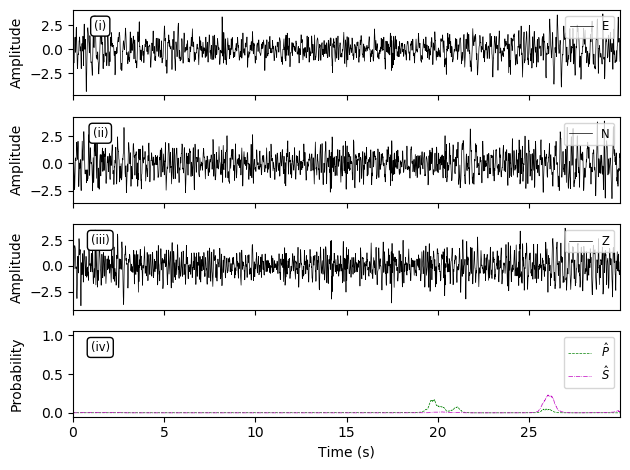 Amplitude
2.5
0.0
−2.5
(i)
E
Amplitude
2.5
0.0
−2.5
(ii)
N
Amplitude
2.5
0.0
−2.5
(iii)
Z
Probability
1.0
0.5
0.0
(iv)
P̂
Ŝ
0 5 10 15 20 25
Time (s)